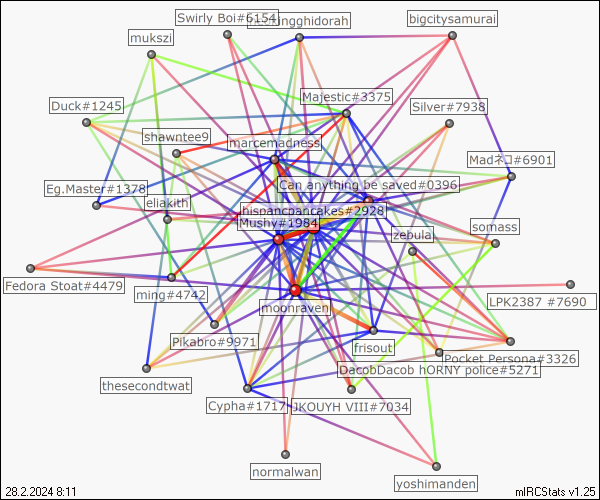 Swirly Boi#6154
bigcitysamurai
mukszi
Majestic#3375
Duck#1245
Silver#7938
shawntee9
marcemadness
Madネコ#6901
Can anything be saved#0396
Eg.Master#1378
eliakith
hispancpancakes#2928
Mushy#1984
somass
zebula
Fedora Stoat#4479
ming#4742
LPK2387 #7690
moonraven
Pikabro#9971
frisout
Pocket Persona#3326
DacobDacob hORNY police#5271
thesecondtwat
Cypha#1717
JKOUYH VIII#7034
normalwan
yoshimanden
28.2.2024 8:11
mIRCStats v1.25